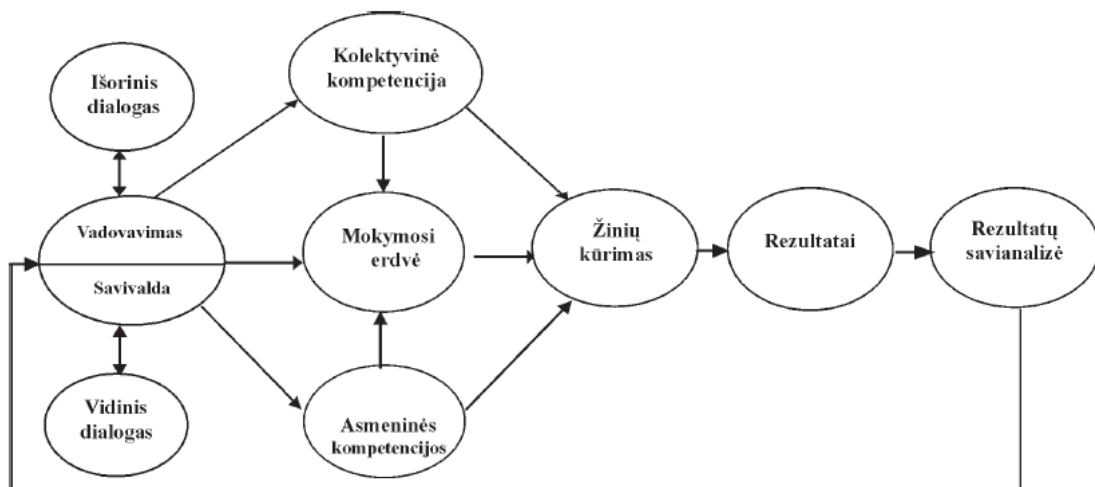 Išorinis
dialogas
Kolektyvinė
kompetencija
Vadovavimas
Savivalda
Mokymosi
erdvė
Žinių
kūrimas
Rezultatai
Rezultatų
savianalizė
Vidinis
dialogas
Asmeninės
kompetencijos